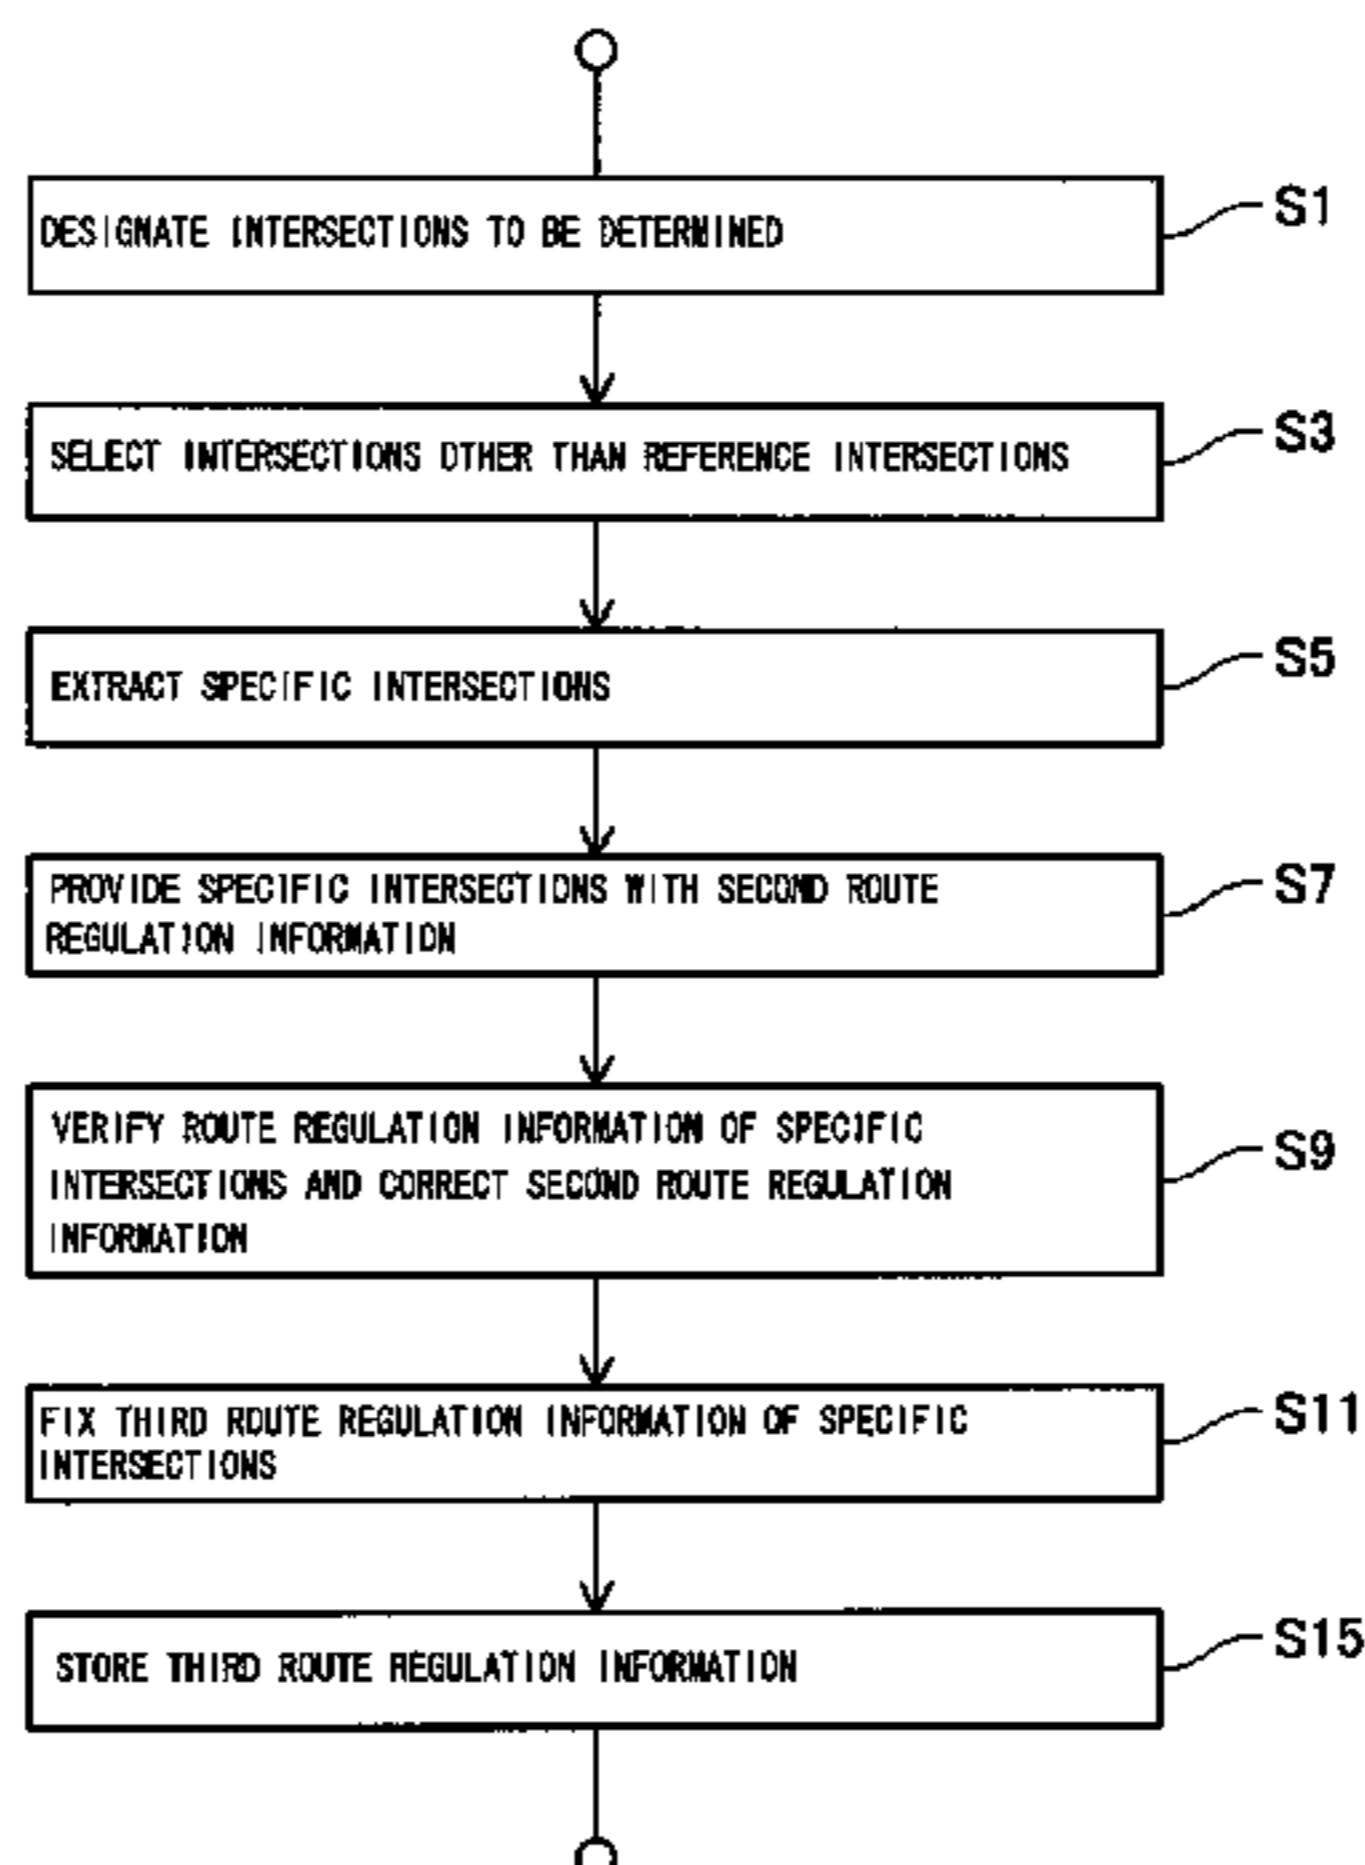 DESIGNATE INTERSECTIONS TO BE DETERMINED
S1
SELECT INTERSECTIONS OTHER THAN REFERENCE INTERSECTIONS
S3
EXTRACT SPECIFIC INTERSECTIONS
S5
PROVIDE SPECIFIC INTERSECTIONS WITH SECOND ROUTE
REGULATION INFORMATION
S7
VERIFY ROUTE REGULATION INFORMATION OF SPECIFIC
INTERSECTIONS AND CORRECT SECOND ROUTE REGULATION
INFORMATION
S9
FIX THIRD ROUTE REGULATION INFORMATION OF SPECIFIC
INTERSECTIONS
S11
STORE THIRD ROUTE REGULATION INFORMATION
S15